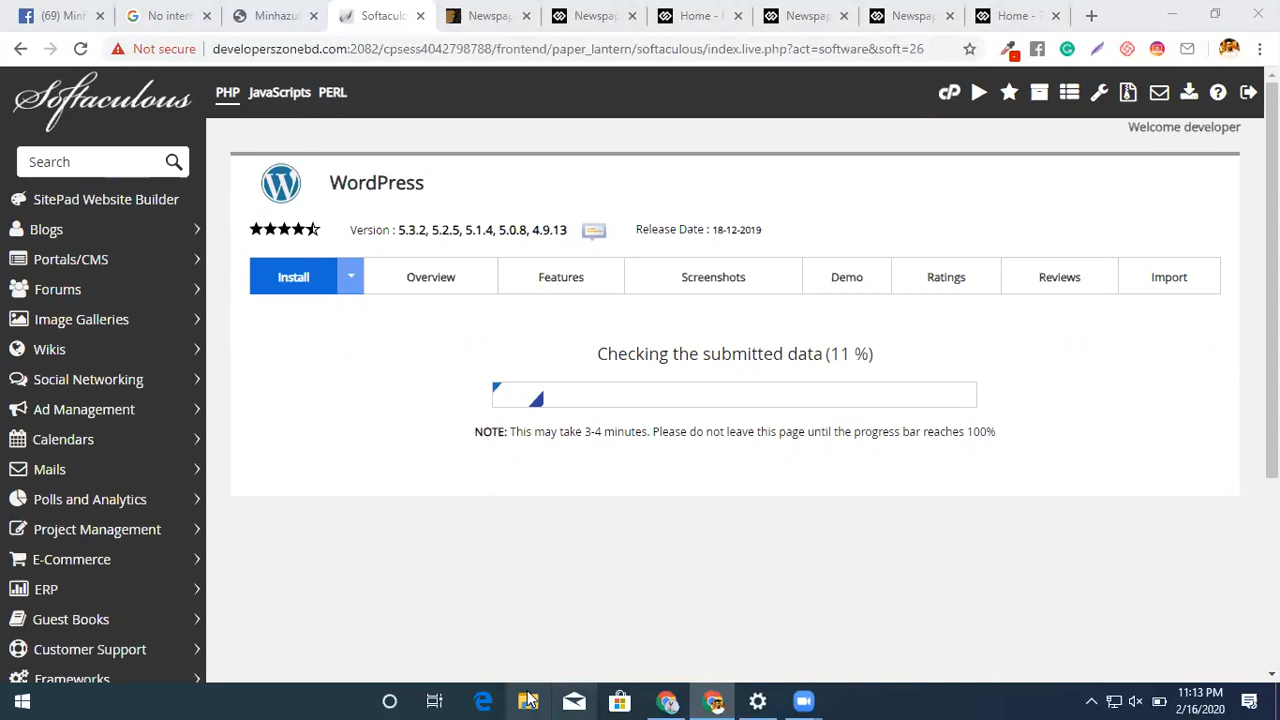 (69) Minh
No inter
Minhazul
Softaculou
Newspap
Newspap
Home -
Newspap
Newspap
Home -
Not secure developerszonebd.com:2082/cpsess4042798788/frontend/paper_lantern/softaculous/index.live.php?act=software&soft=26
Softaculous
PHP JavaScripts PERL
cP
Welcome developer
Search
SitePad Website Builder
Blogs
Portals/CMS
Forums
Image Galleries
Wikis
Social Networking
Ad Management
Calendars
Mails
Polls and Analytics
Project Management
E-Commerce
ERP
Guest Books
Customer Support
Frameworks
WordPress
Version : 5.3.2, 5.2.5, 5.1.4, 5.0.8, 4.9.13 Release Date : 18-12-2019
Install Overview Features Screenshots Demo Ratings Reviews Import
Checking the submitted data (11 %)
NOTE: This may take 3-4 minutes. Please do not leave this page until the progress bar reaches 100%
11:13 PM
2/16/2020